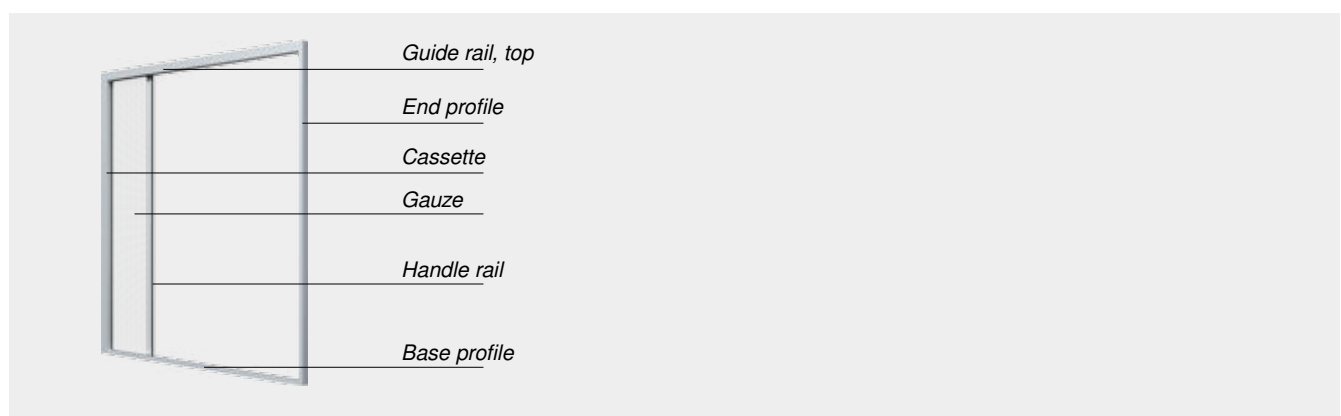 Guide rail, top
End profile
Cassette
Gauze
Handle rail
Base profile